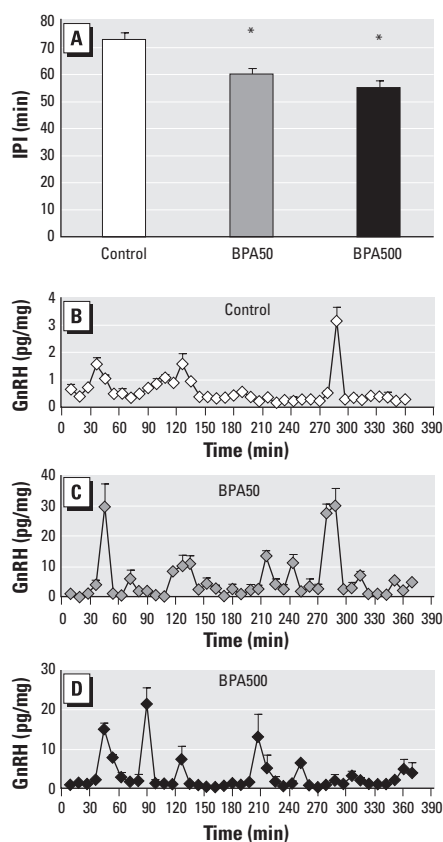 A
80
70
60
50
40
30
20
10
0
IPI (min)
*
*
Control BPA50 BPA500
B
Control
4
3
2
1
0
GnRH (pg/mg)
0 30 60 90 120 150 180 210 240 270 300 330 360 390
Time (min)
C
BPA50
40
30
20
10
0
GnRH (pg/mg)
0 30 60 90 120 150 180 210 240 270 300 330 360 390
Time (min)
D
BPA500
30
20
10
0
GnRH (pg/mg)
0 30 60 90 120 150 180 210 240 270 300 330 360 390
Time (min)